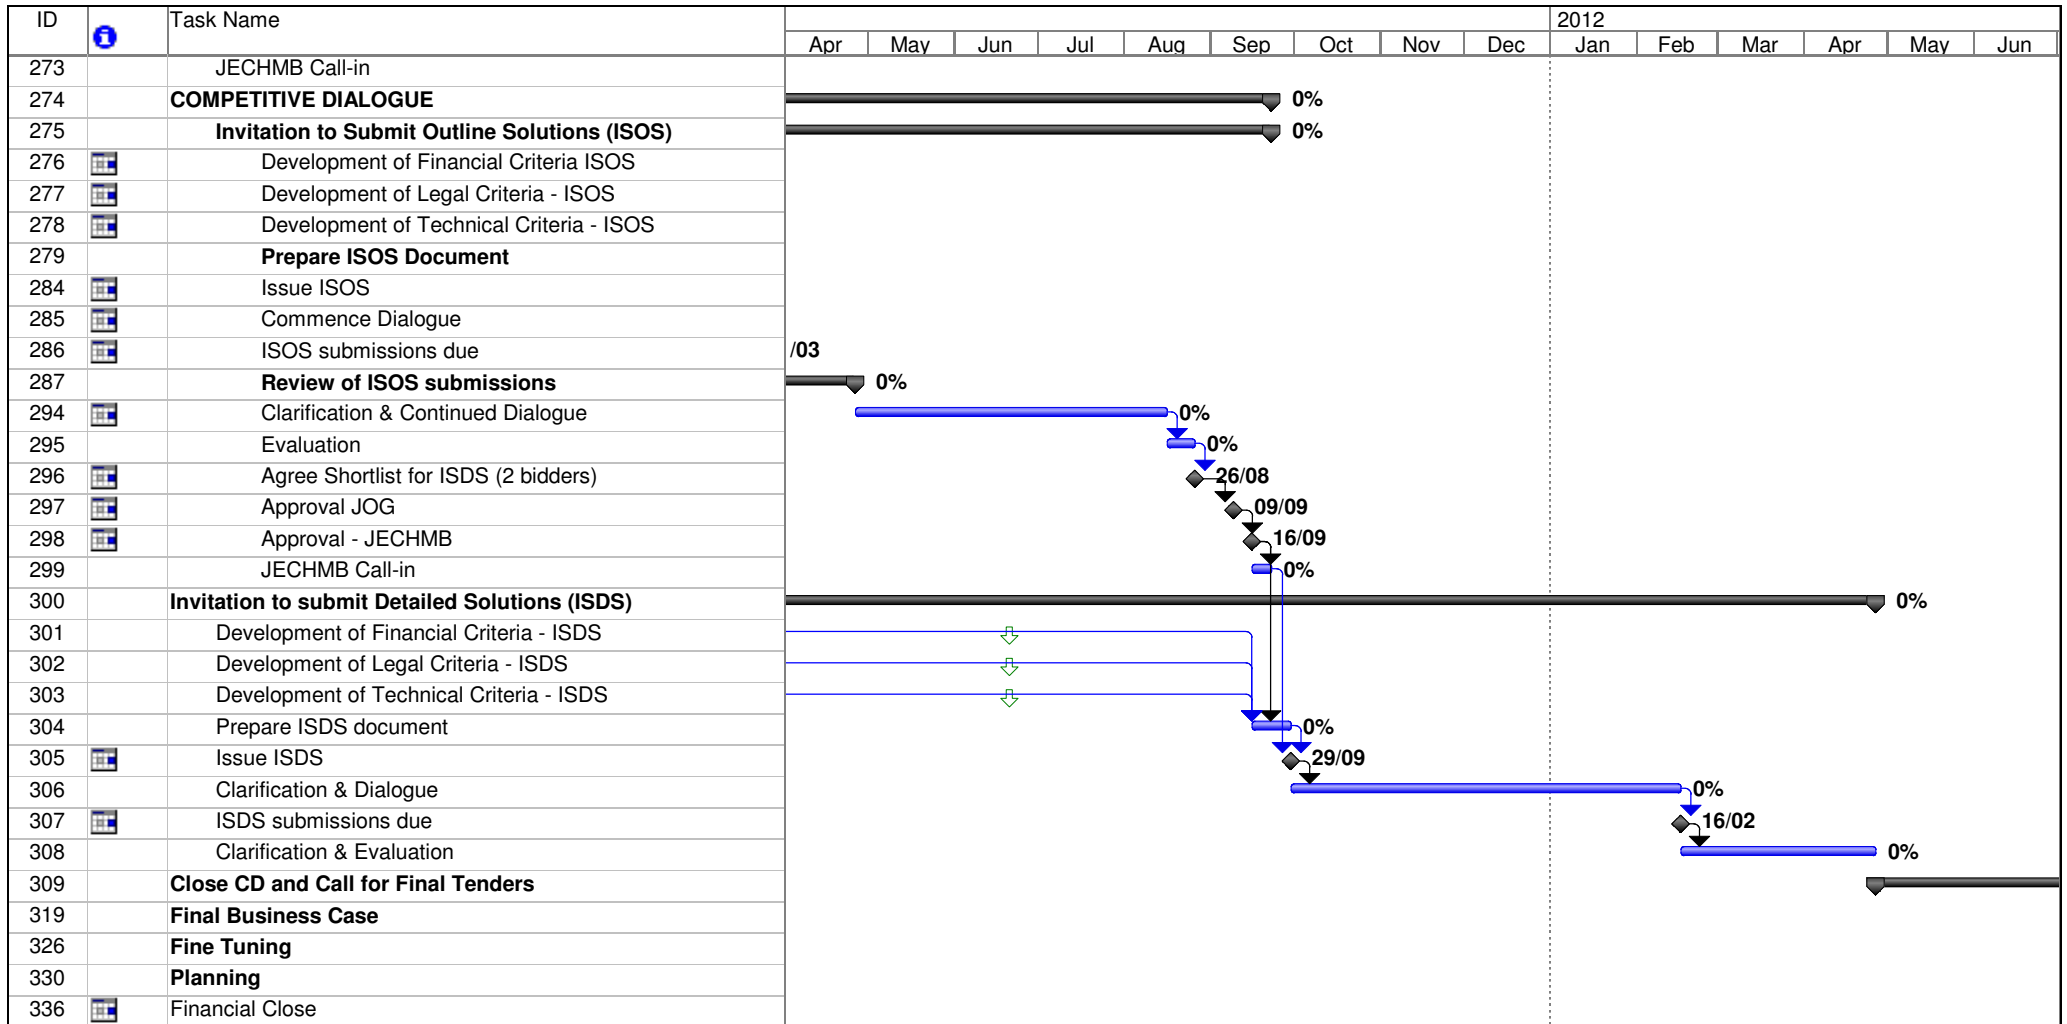 ID Task Name 2012
Apr May Jun Jul Aug Sep Oct Nov Dec Jan Feb Mar Apr May Jun
273 JECHMB Call-in
274 COMPETITIVE DIALOGUE 0%
275 Invitation to Submit Outline Solutions (ISOS) 0%
276 Development of Financial Criteria ISOS
277 Development of Legal Criteria - ISOS
278 Development of Technical Criteria - ISOS
279 Prepare ISOS Document
284 Issue ISOS
285 Commence Dialogue
286 ISOS submissions due /03
287 Review of ISOS submissions 0%
294 Clarification & Continued Dialogue 0%
295 Evaluation 0%
296 Agree Shortlist for ISDS (2 bidders) 26/08
297 Approval JOG 09/09
298 Approval - JECHMB 16/09
299 JECHMB Call-in 0%
300 Invitation to submit Detailed Solutions (ISDS) 0%
301 Development of Financial Criteria - ISDS
302 Development of Legal Criteria - ISDS
303 Development of Technical Criteria - ISDS
304 Prepare ISDS document 0%
305 Issue ISDS 29/09
306 Clarification & Dialogue 0%
307 ISDS submissions due 16/02
308 Clarification & Evaluation 0%
309 Close CD and Call for Final Tenders
319 Final Business Case
326 Fine Tuning
330 Planning
336 Financial Close